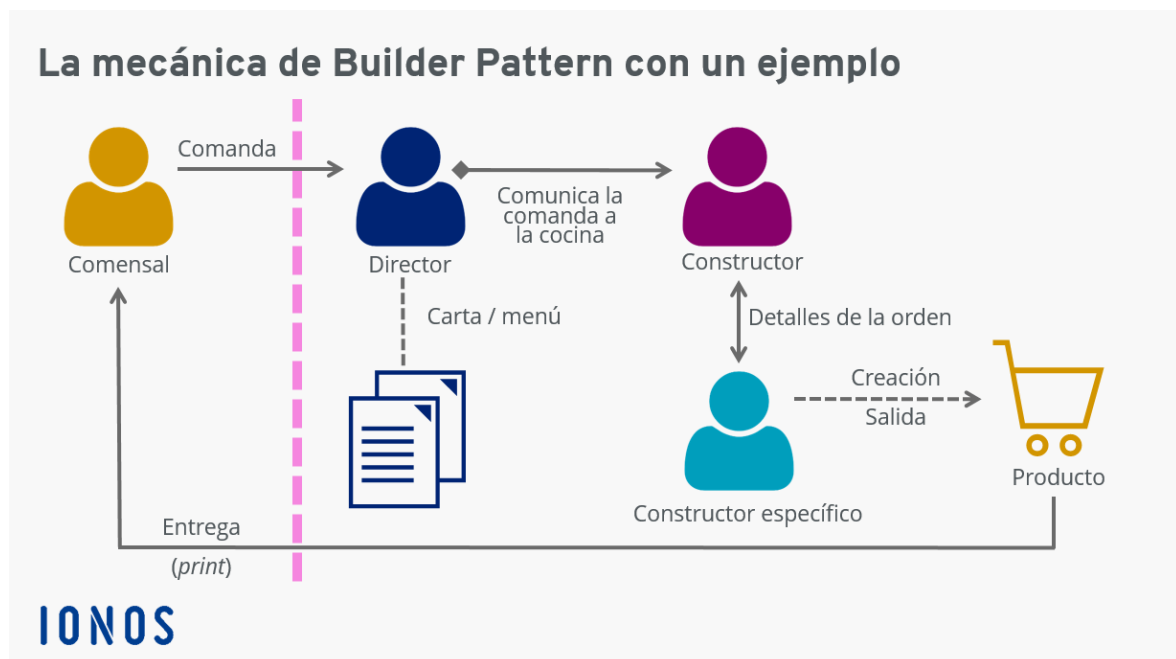 La mecánica de Builder Pattern con un ejemplo
Comanda
Comunica la
comanda a
la cocina
Comensal
Director
Constructor
Carta / menú
Detalles de la orden
Creación
Salida
Producto
Constructor específico
Entrega
(print)
IONOS